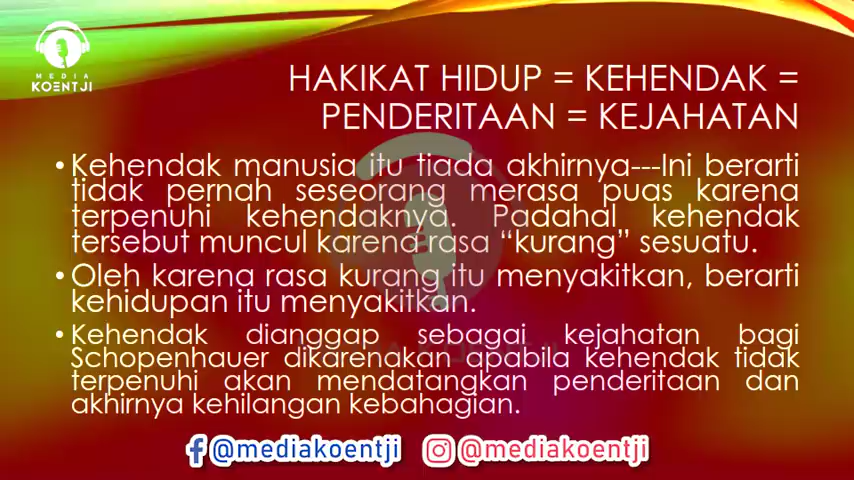 MEDIA
KOENTJI
HAKIKAT HIDUP = KEHENDAK =
PENDERITAAN = KEJAHATAN
• Kehendak manusia itu tiada akhirnya---Ini berarti
tidak pernah seseorang merasa puas karena
terpenuhi kehendaknya. Padahal kehendak
tersebut muncul karena rasa “kurang” sesuatu.
• Oleh karena rasa kurang itu menyakitkan, berarti
kehidupan itu menyakitkan.
• Kehendak dianggap sebagai kejahatan bagi
Schopenhauer dikarenakan apabila kehendak tidak
terpenuhi akan mendatangkan penderitaan dan
akhirnya kehilangan kebahagian.
@mediakoentji @mediakoentji